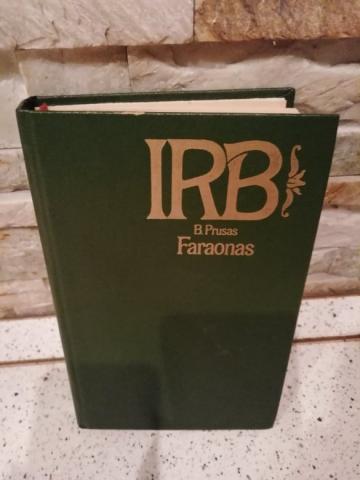 IRB
B. Prusas
Faraonas